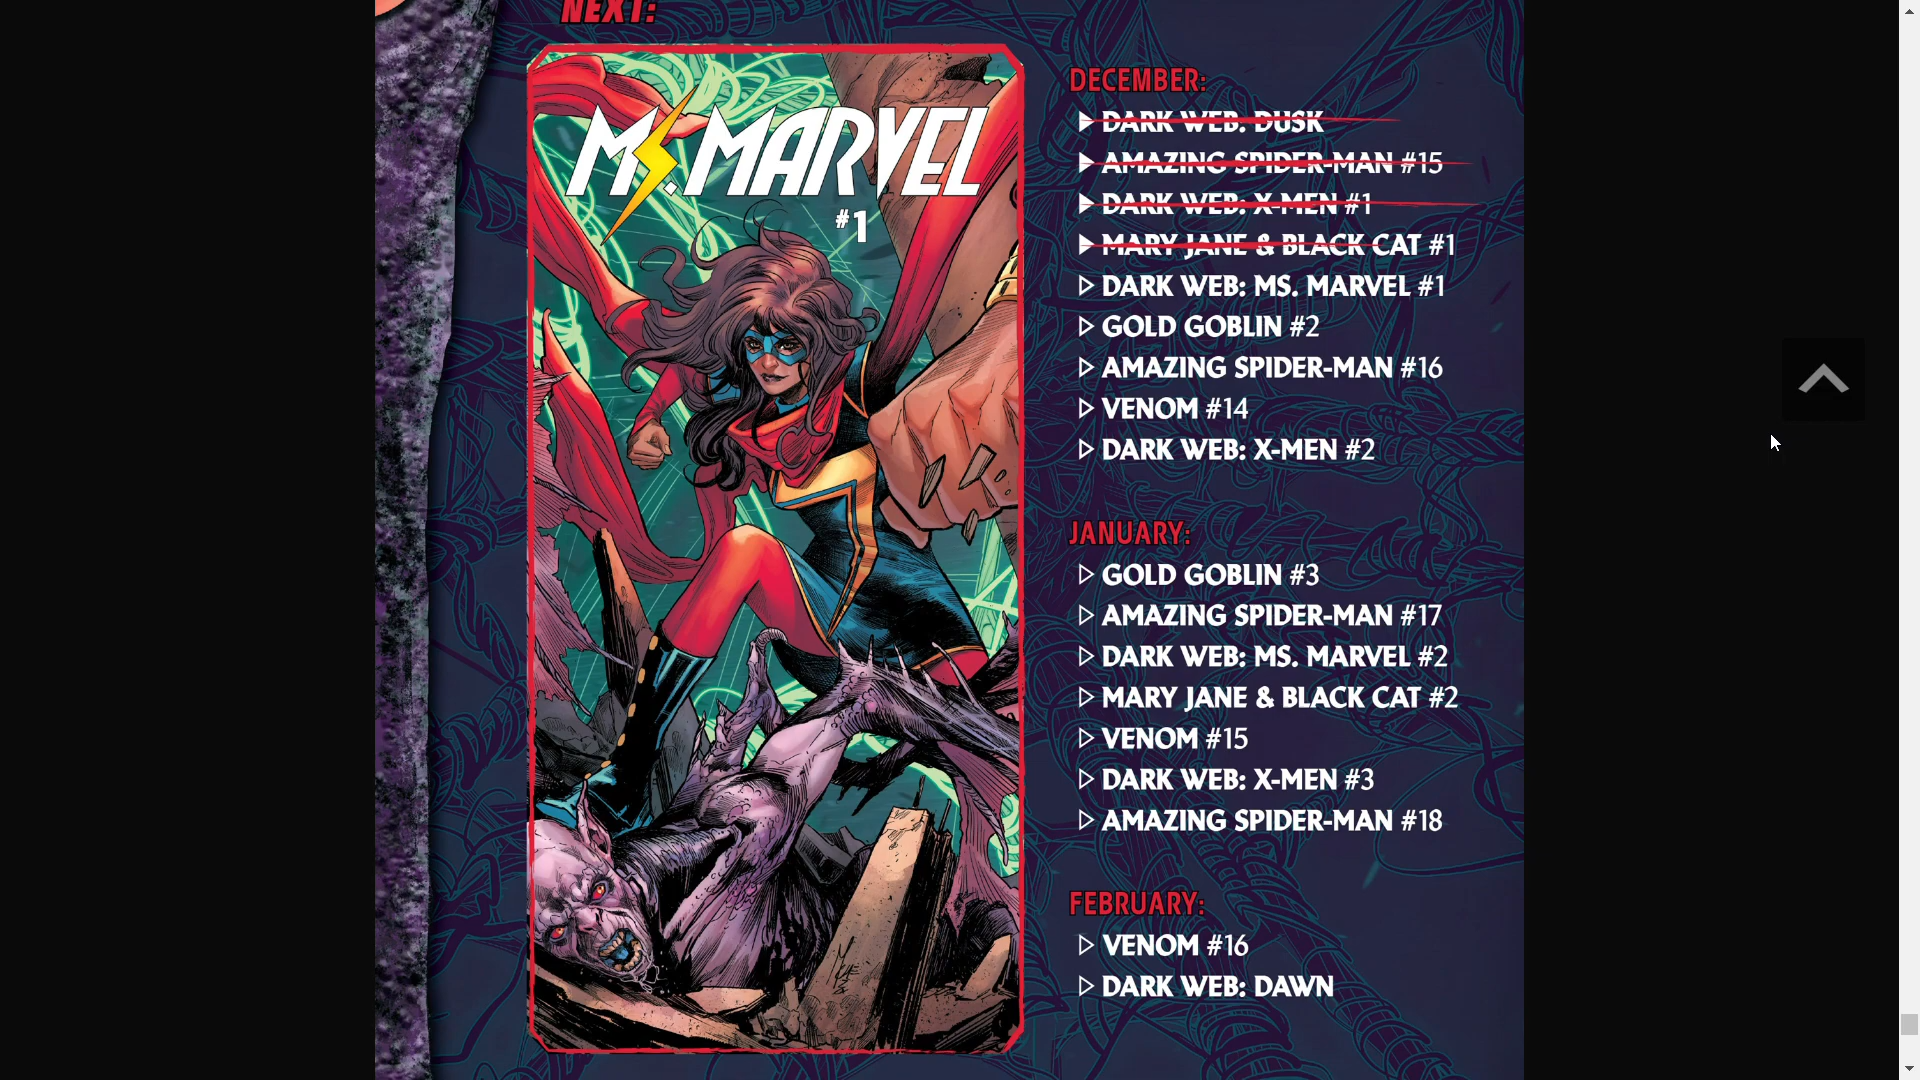 NEXT:
MS. MARVEL
#1
DECEMBER:
DARK WEB: DUSK
AMAZING SPIDER-MAN #15
DARK WEB: X-MEN #1
MARY JANE & BLACK CAT #1
DARK WEB: MS. MARVEL #1
GOLD GOBLIN #2
AMAZING SPIDER-MAN #16
VENOM #14
DARK WEB: X-MEN #2
JANUARY:
GOLD GOBLIN #3
AMAZING SPIDER-MAN #17
DARK WEB: MS. MARVEL #2
MARY JANE & BLACK CAT #2
VENOM #15
DARK WEB: X-MEN #3
AMAZING SPIDER-MAN #18
FEBRUARY:
VENOM #16
DARK WEB: DAWN